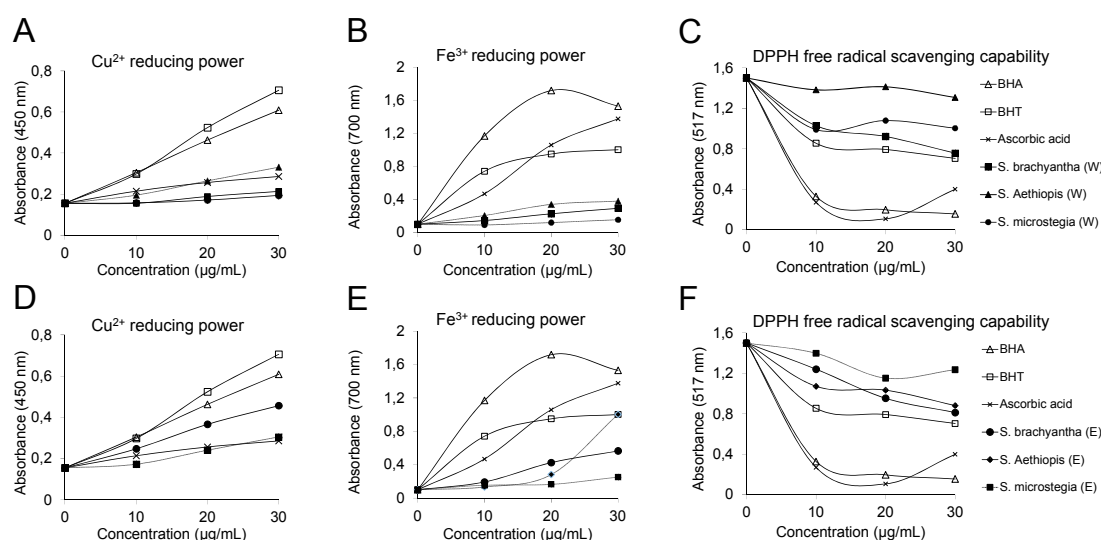 A
Cu2+ reducing power
Absorbance (450 nm)
0,8
0,6
0,4
0,2
0
0 10 20 30
Concentration (µg/mL)
B
Fe3+ reducing power
Absorbance (700 nm)
2
1,6
1,2
0,8
0,4
0
0 10 20 30
Concentration (µg/mL)
C
DPPH free radical scavenging capability
Absorbance (517 nm)
1,6
1,2
0,8
0,4
0
0 10 20 30
Concentration (µg/mL)
BHA
BHT
Ascorbic acid
S. brachyantha (W)
S. Aethiopis (W)
S. microstegia (W)
D
Cu2+ reducing power
Absorbance (450 nm)
0,8
0,6
0,4
0,2
0
0 10 20 30
Concentration (µg/mL)
E
Fe3+ reducing power
Absorbance (700 nm)
2
1,6
1,2
0,8
0,4
0
0 10 20 30
Concentration (µg/mL)
F
DPPH free radical scavenging capability
Absorbance (517 nm)
1,6
1,2
0,8
0,4
0
0 10 20 30
Concentration (µg/mL)
BHA
BHT
Ascorbic acid
S. brachyantha (E)
S. Aethiopis (E)
S. microstegia (E)